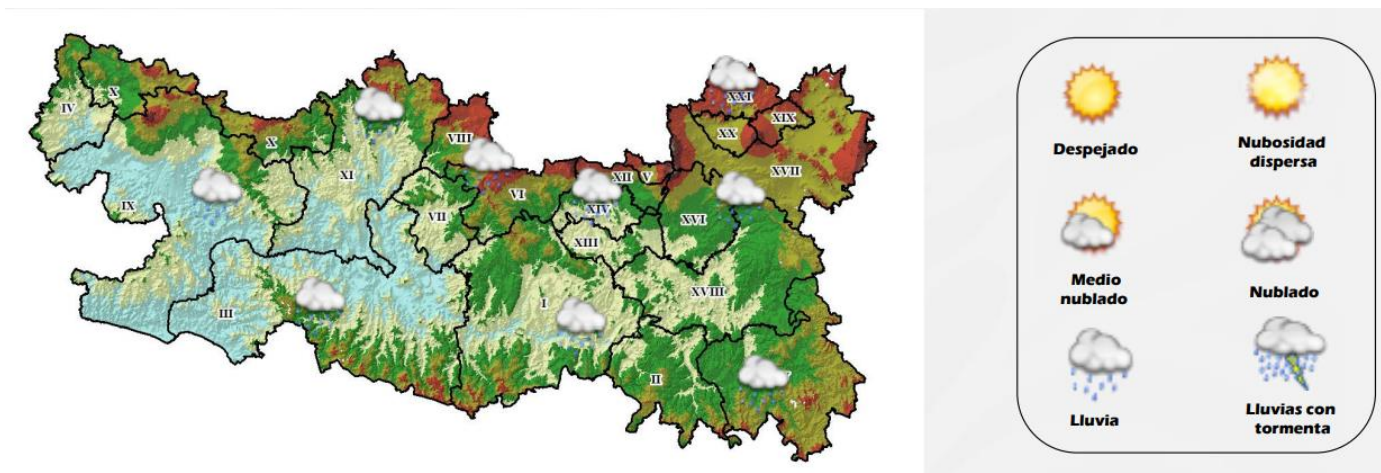 IV
X
X
IX
XI
III
VIII
VII
VI
XII
V
XIV
XIII
I
II
XVI
XVIII
XXI
XX
XIX
XVII
Despejado
Nubosidad
dispersa
Medio
nublado
Nublado
Lluvia
Lluvias con
tormenta